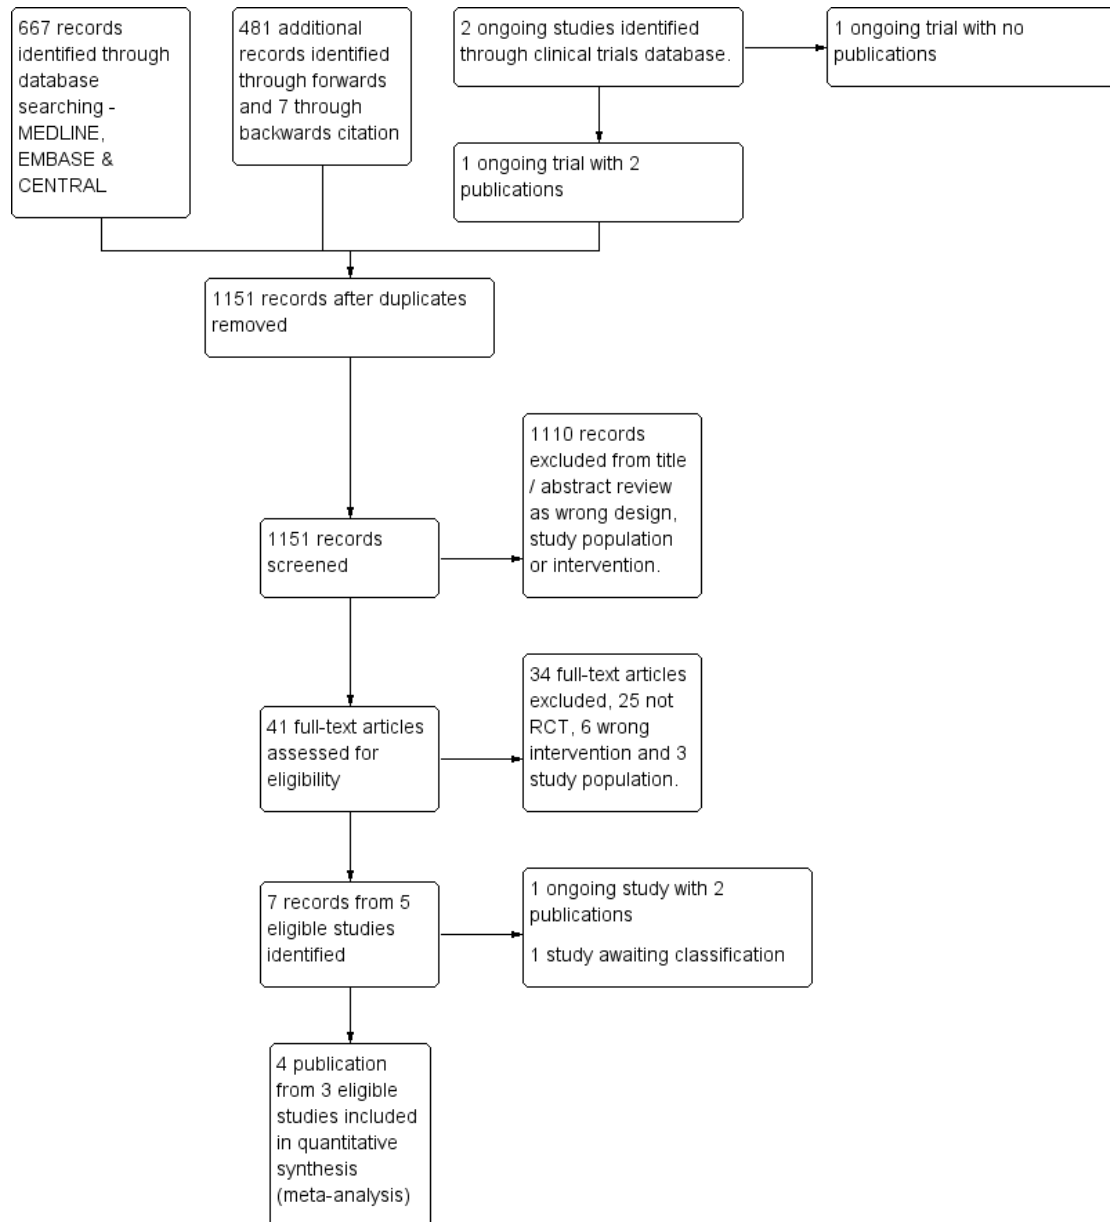 667 records
identified through
database
searching -
MEDLINE,
EMBASE &
CENTRAL
481 additional
records identified
through forwards
and 7 through
backwards citation
2 ongoing studies identified
through clinical trials database.
1 ongoing trial with no
publications
1 ongoing trial with 2
publications
1151 records after duplicates
removed
1110 records
excluded from title
/ abstract review
as wrong design,
study population
or intervention.
1151 records
screened
34 full-text articles
excluded, 25 not
RCT, 6 wrong
intervention and 3
study population.
41 full-text articles
assessed for
eligibility
7 records from 5
eligible studies
identified
1 ongoing study with 2
publications
1 study awaiting classification
4 publication
from 3 eligible
studies included
in quantitative
synthesis
(meta-analysis)